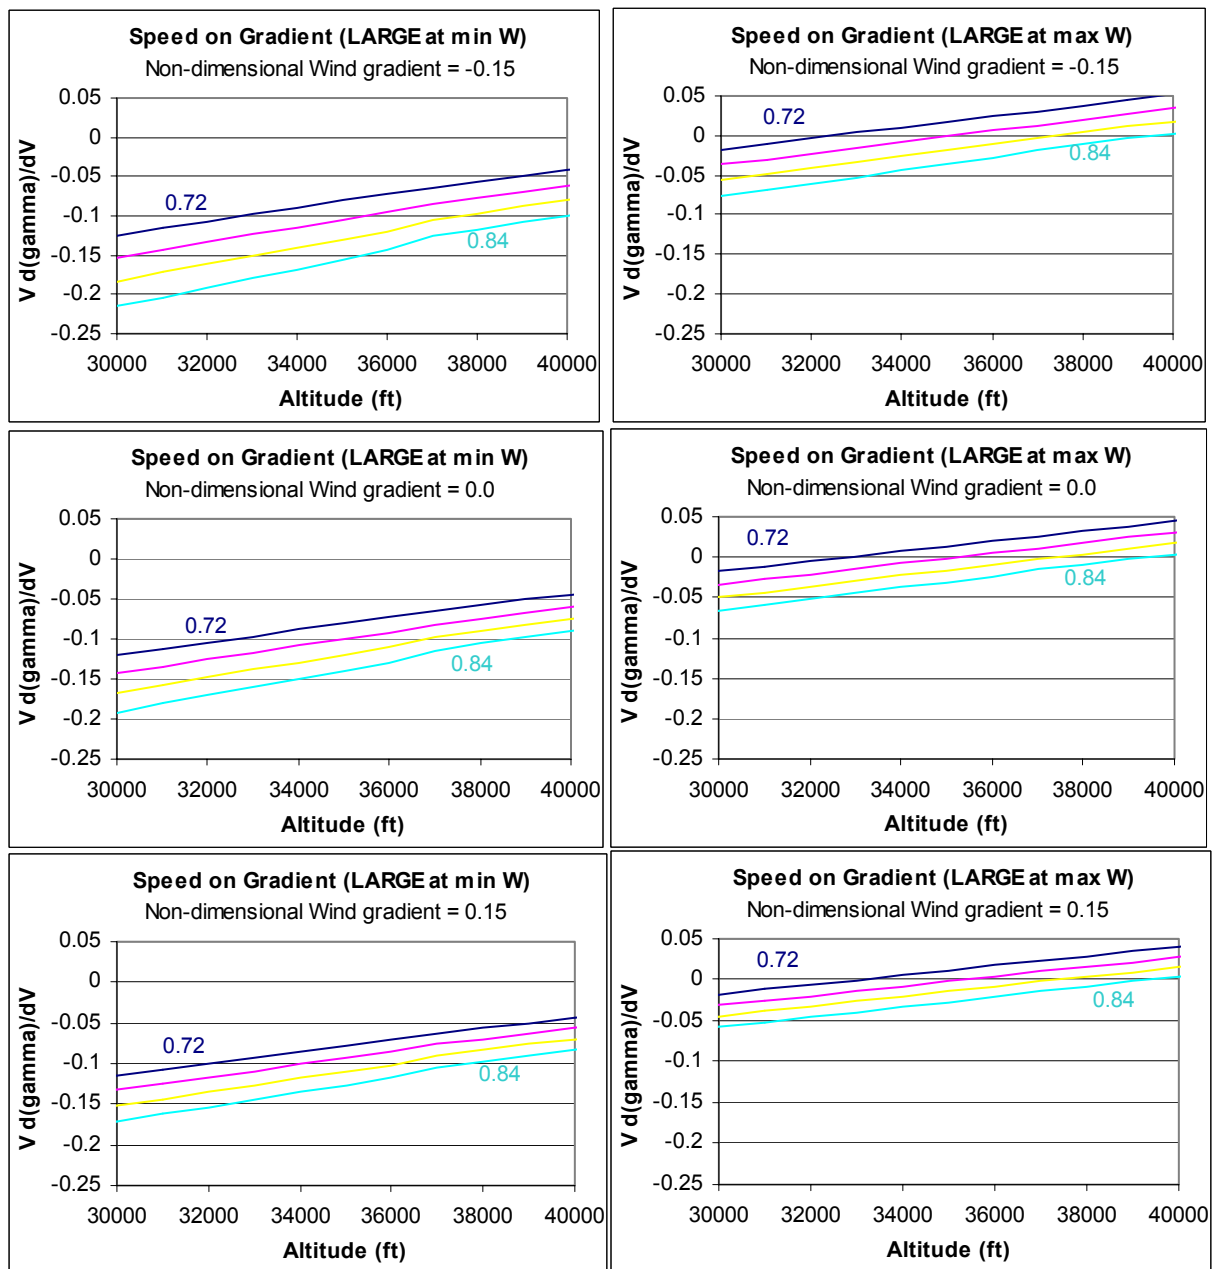 Speed on Gradient (LARGE at min W)
Non-dimensional Wind gradient = -0.15
0.05
0
-0.05
-0.1
-0.15
-0.2
-0.25
V d(gamma)/dV
0.72
0.84
30000 32000 34000 36000 38000 40000
Altitude (ft)
Speed on Gradient (LARGE at max W)
Non-dimensional Wind gradient = -0.15
0.05
0
-0.05
-0.1
-0.15
-0.2
-0.25
V d(gamma)/dV
0.72
0.84
30000 32000 34000 36000 38000 40000
Altitude (ft)
Speed on Gradient (LARGE at min W)
Non-dimensional Wind gradient = 0.0
0.05
0
-0.05
-0.1
-0.15
-0.2
-0.25
V d(gamma)/dV
0.72
0.84
30000 32000 34000 36000 38000 40000
Altitude (ft)
Speed on Gradient (LARGE at max W)
Non-dimensional Wind gradient = 0.0
0.05
0
-0.05
-0.1
-0.15
-0.2
-0.25
V d(gamma)/dV
0.72
0.84
30000 32000 34000 36000 38000 40000
Altitude (ft)
Speed on Gradient (LARGE at min W)
Non-dimensional Wind gradient = 0.15
0.05
0
-0.05
-0.1
-0.15
-0.2
-0.25
V d(gamma)/dV
0.72
0.84
30000 32000 34000 36000 38000 40000
Altitude (ft)
Speed on Gradient (LARGE at max W)
Non-dimensional Wind gradient = 0.15
0.05
0
-0.05
-0.1
-0.15
-0.2
-0.25
V d(gamma)/dV
0.72
0.84
30000 32000 34000 36000 38000 40000
Altitude (ft)